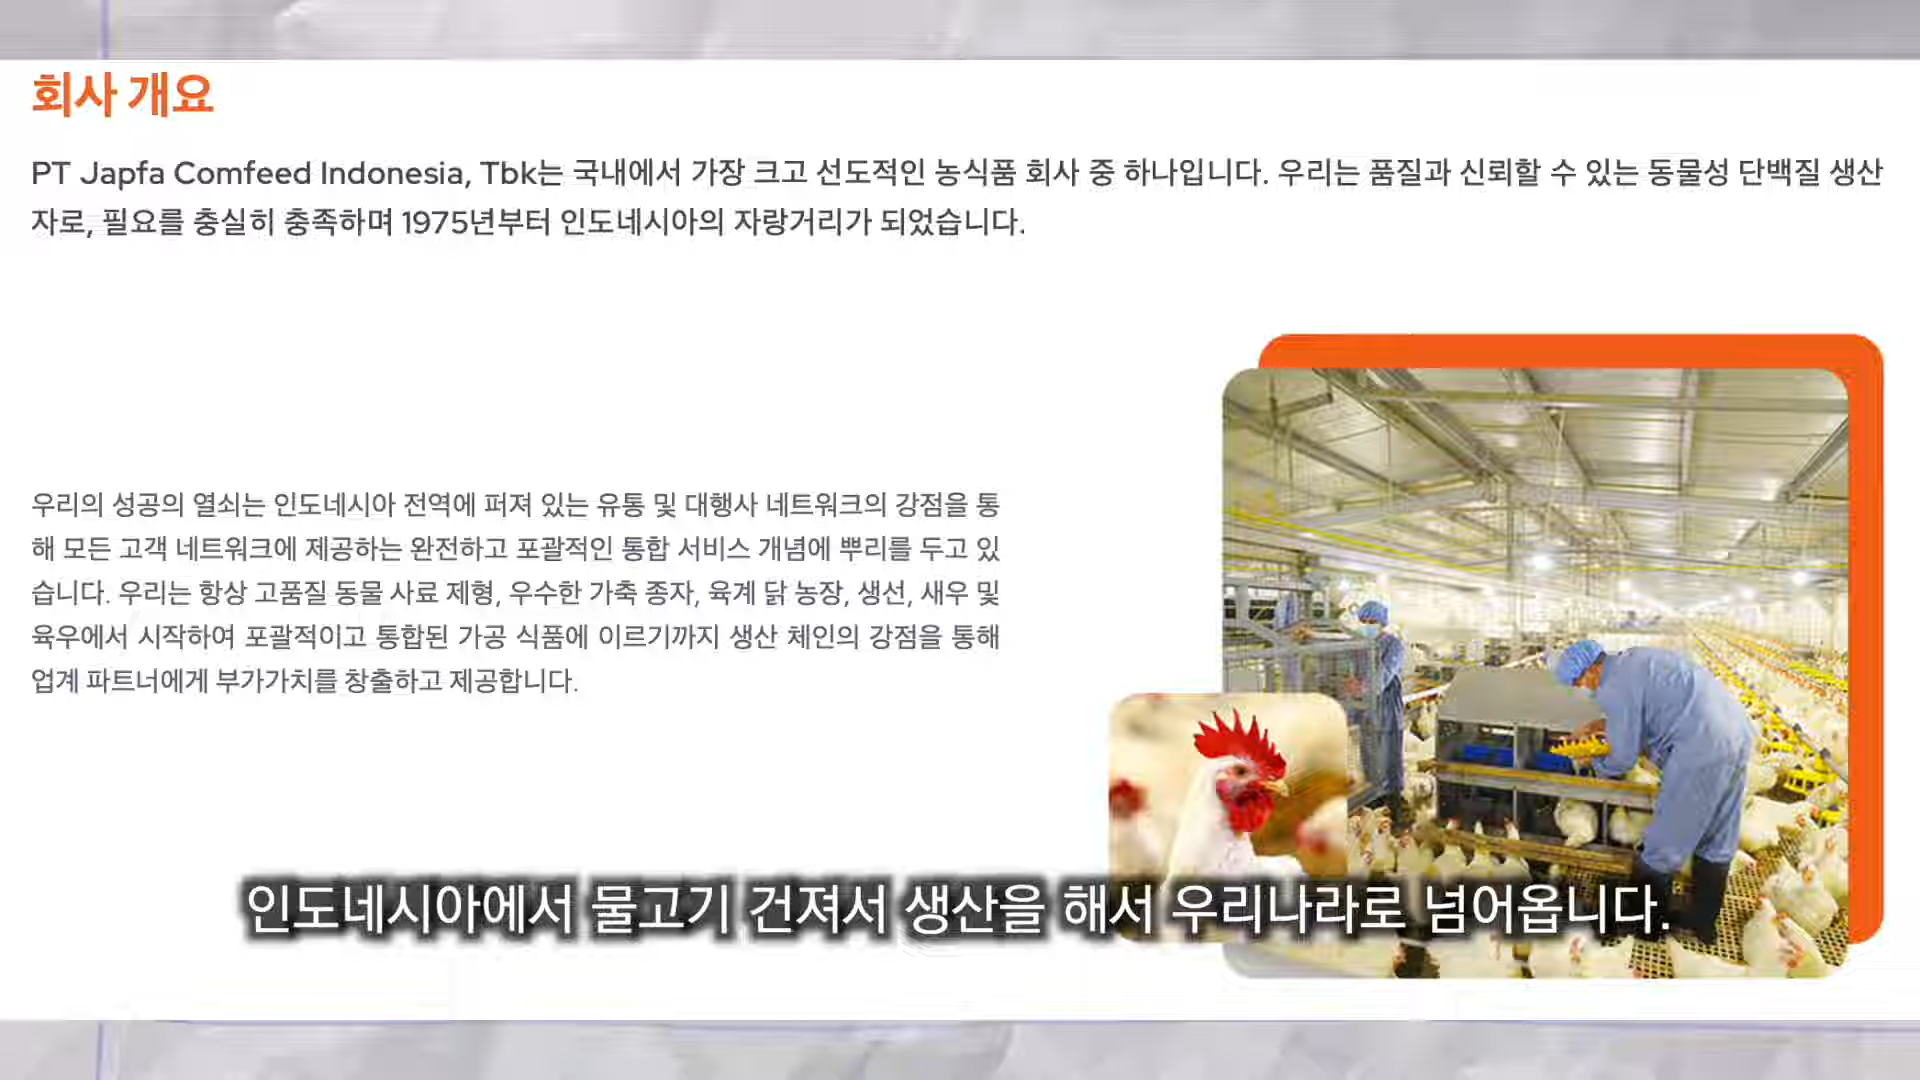 회사 개요
PT Japfa Comfeed Indonesia, Tbk는 국내에서 가장 크고 선도적인 농식품 회사 중 하나입니다. 우리는 품질과 신뢰할 수 있는 동물성 단백질 생산
자로, 필요를 충실히 충족하며 1975년부터 인도네시아의 자랑거리가 되었습니다.
우리의 성공의 열쇠는 인도네시아 전역에 퍼져 있는 유통 및 대행사 네트워크의 강점을 통
해 모든 고객 네트워크에 제공하는 완전하고 포괄적인 통합 서비스 개념에 뿌리를 두고 있
습니다. 우리는 항상 고품질 동물 사료 제형, 우수한 가축 종자, 육계 닭 농장, 생선, 새우 및
육우에서 시작하여 포괄적이고 통합된 가공 식품에 이르기까지 생산 체인의 강점을 통해
업계 파트너에게 부가가치를 창출하고 제공합니다.
인도네시아에서 물고기 건져서 생산을 해서 우리나라로 넘어옵니다.